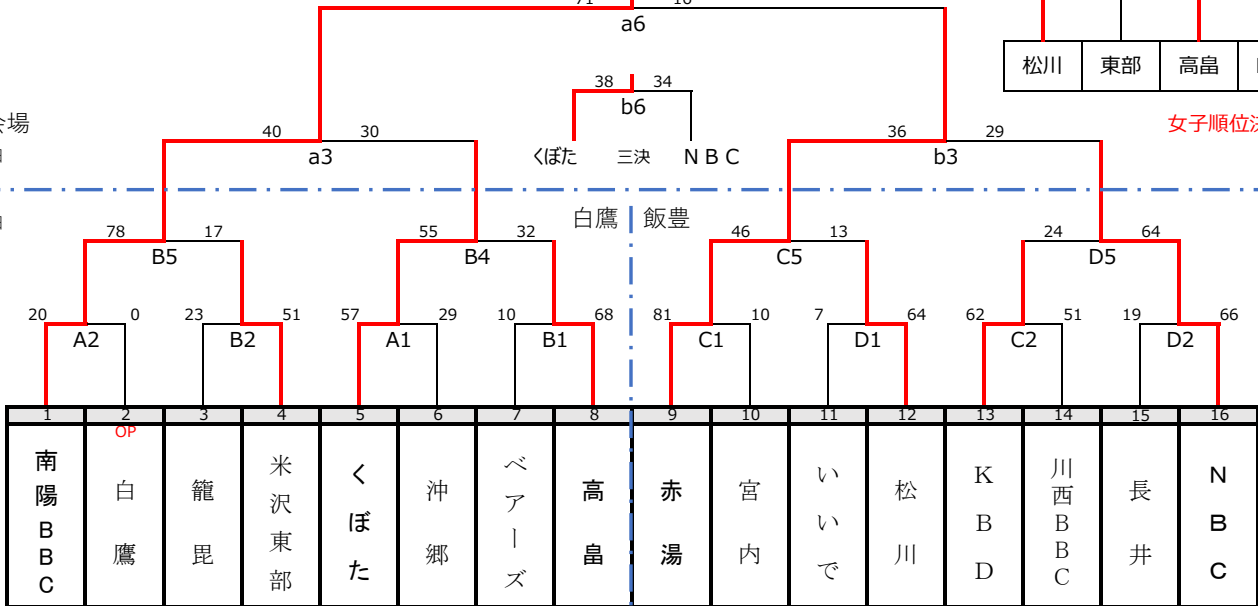 71 16
a6
松川 東部 高畠
38 34
b6
会場
女子順位決
40 30
a3
くぼた 三決 NBC
36 29
b3
白鷹 飯豊
78 17
B5
55 32
B4
46 13
C5
24 64
D5
20 0
A2
23 51
B2
57 29
A1
10 68
B1
81 10
C1
7 64
D1
62 51
C2
19 66
D2
1 2 3 4 5 6 7 8 9 10 11 12 13 14 15 16
OP
南陽BBC
白鷹
籠毘
米沢東部
くぼた
沖郷
ベアーズ
高畠
赤湯
宮内
いいで
松川
KBD
川西BBC
長井
NBC